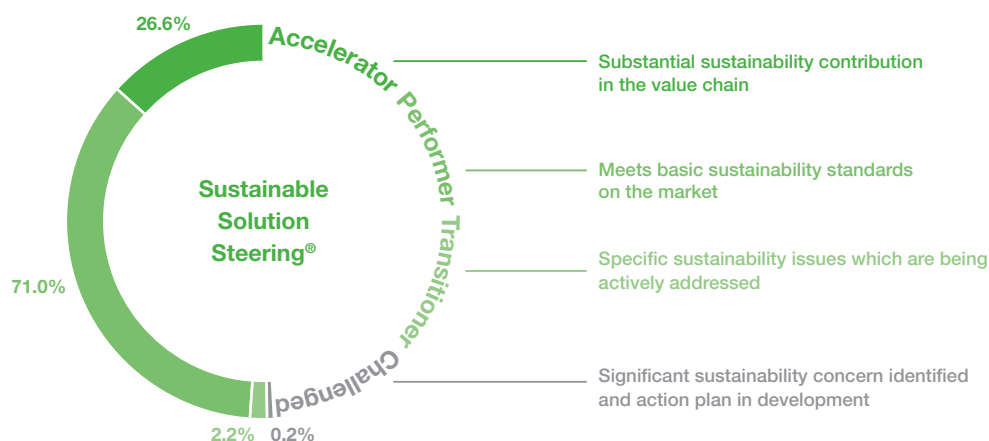 26.6%
Accelerator
Substantial sustainability contribution
in the value chain
Performer
Meets basic sustainability standards
on the market
Sustainable
Solution
Steering®
Transitioner
Specific sustainability issues which are being
actively addressed
71.0%
Challenged
Significant sustainability concern identified
and action plan in development
2.2%
0.2%